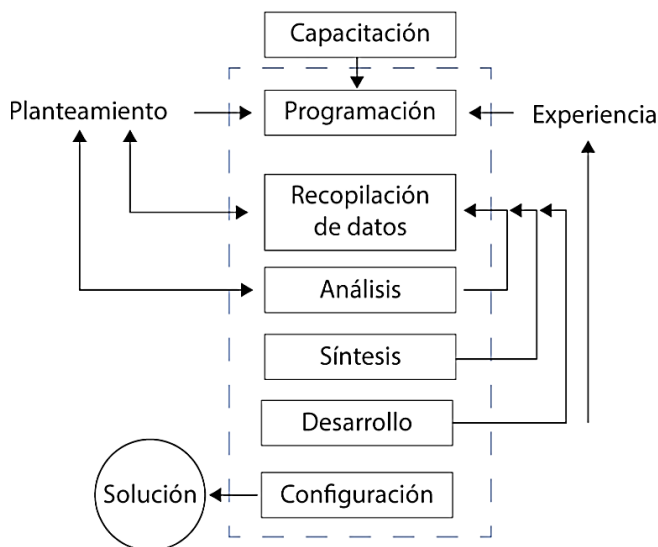 Capacitación
Planteamiento
Programación
Experiencia
Recopilación
de datos
Análisis
Síntesis
Desarrollo
Solución
Configuración